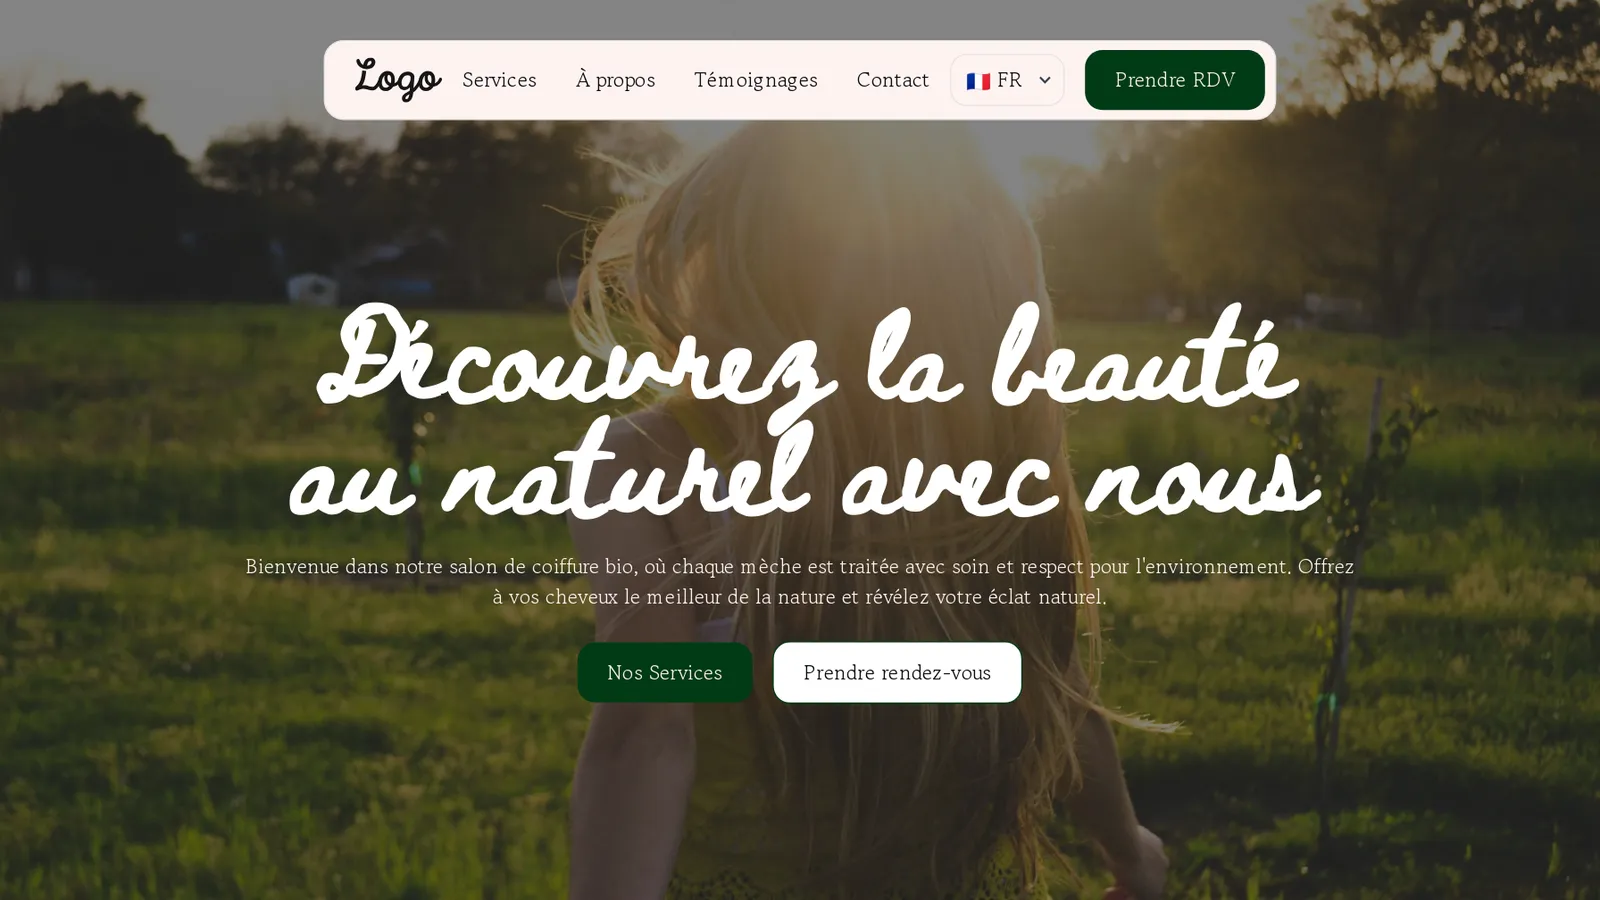 Logo
Services
À propos
Témoignages
Contact
🇫🇷 FR
Prendre RDV
Découvrez la beauté
au naturel avec nous
Bienvenue dans notre salon de coiffure bio, où chaque mèche est traitée avec soin et respect pour l'environnement. Offrez
à vos cheveux le meilleur de la nature et révélez votre éclat naturel.
Nos Services
Prendre rendez-vous